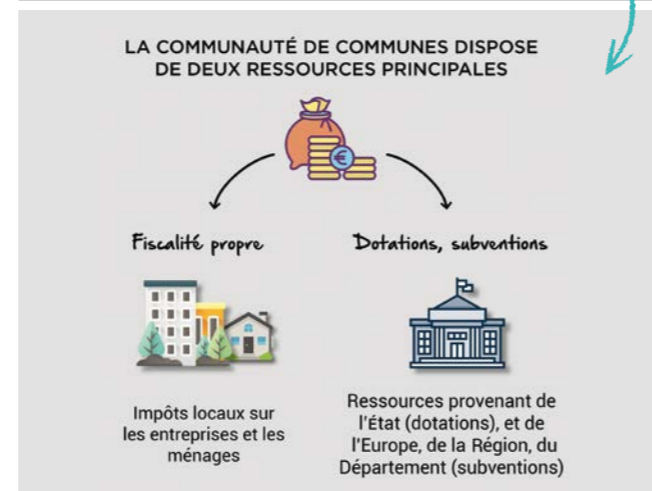 LA COMMUNAUTÉ DE COMMUNES DISPOSE
DE DEUX RESSOURCES PRINCIPALES
€
Fiscalité propre
Impôts locaux sur
les entreprises et les
ménages
Dotations, subventions
Ressources provenant de
l'État (dotations), et de
l'Europe, de la Région, du
Département (subventions)